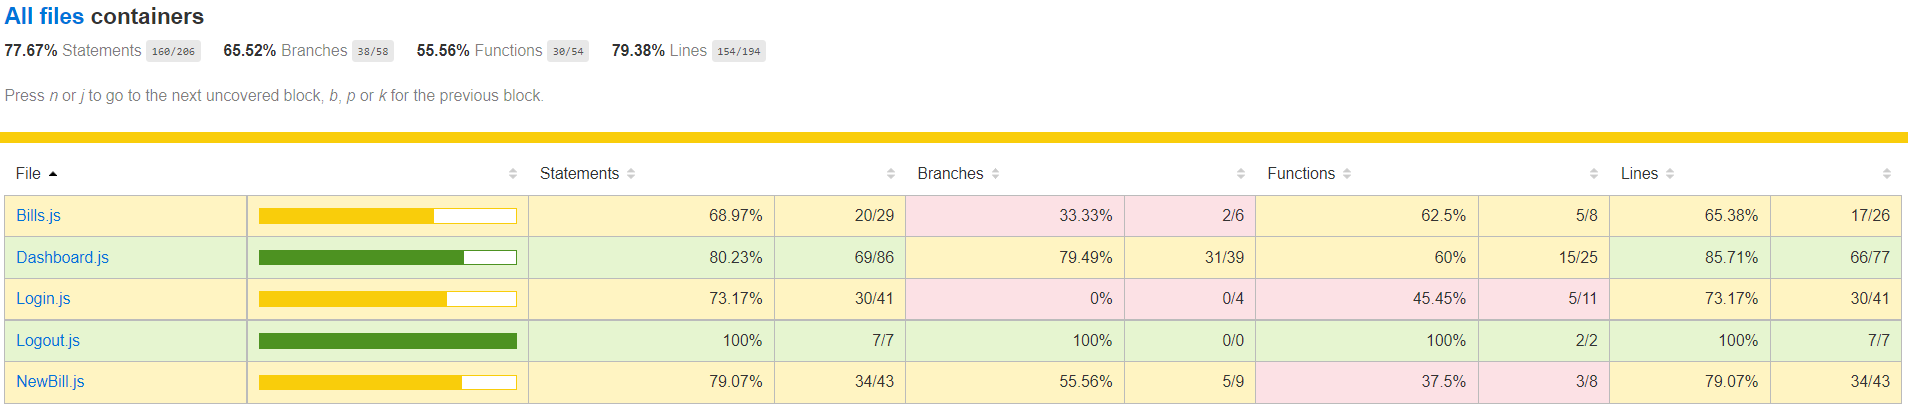 All files containers
77.67% Statements 160/206 65.52% Branches 38/58 55.56% Functions 30/54 79.38% Lines 154/194
Press n or j to go to the next uncovered block, b, p or k for the previous block.
File Statements Branches Functions Lines
Bills.js 68.97% 20/29 33.33% 2/6 62.5% 5/8 65.38% 17/26
Dashboard.js 80.23% 69/86 79.49% 31/39 60% 15/25 85.71% 66/77
Login.js 73.17% 30/41 0% 0/4 45.45% 5/11 73.17% 30/41
Logout.js 100% 7/7 100% 0/0 100% 2/2 100% 7/7
NewBill.js 79.07% 34/43 55.56% 5/9 37.5% 3/8 79.07% 34/43